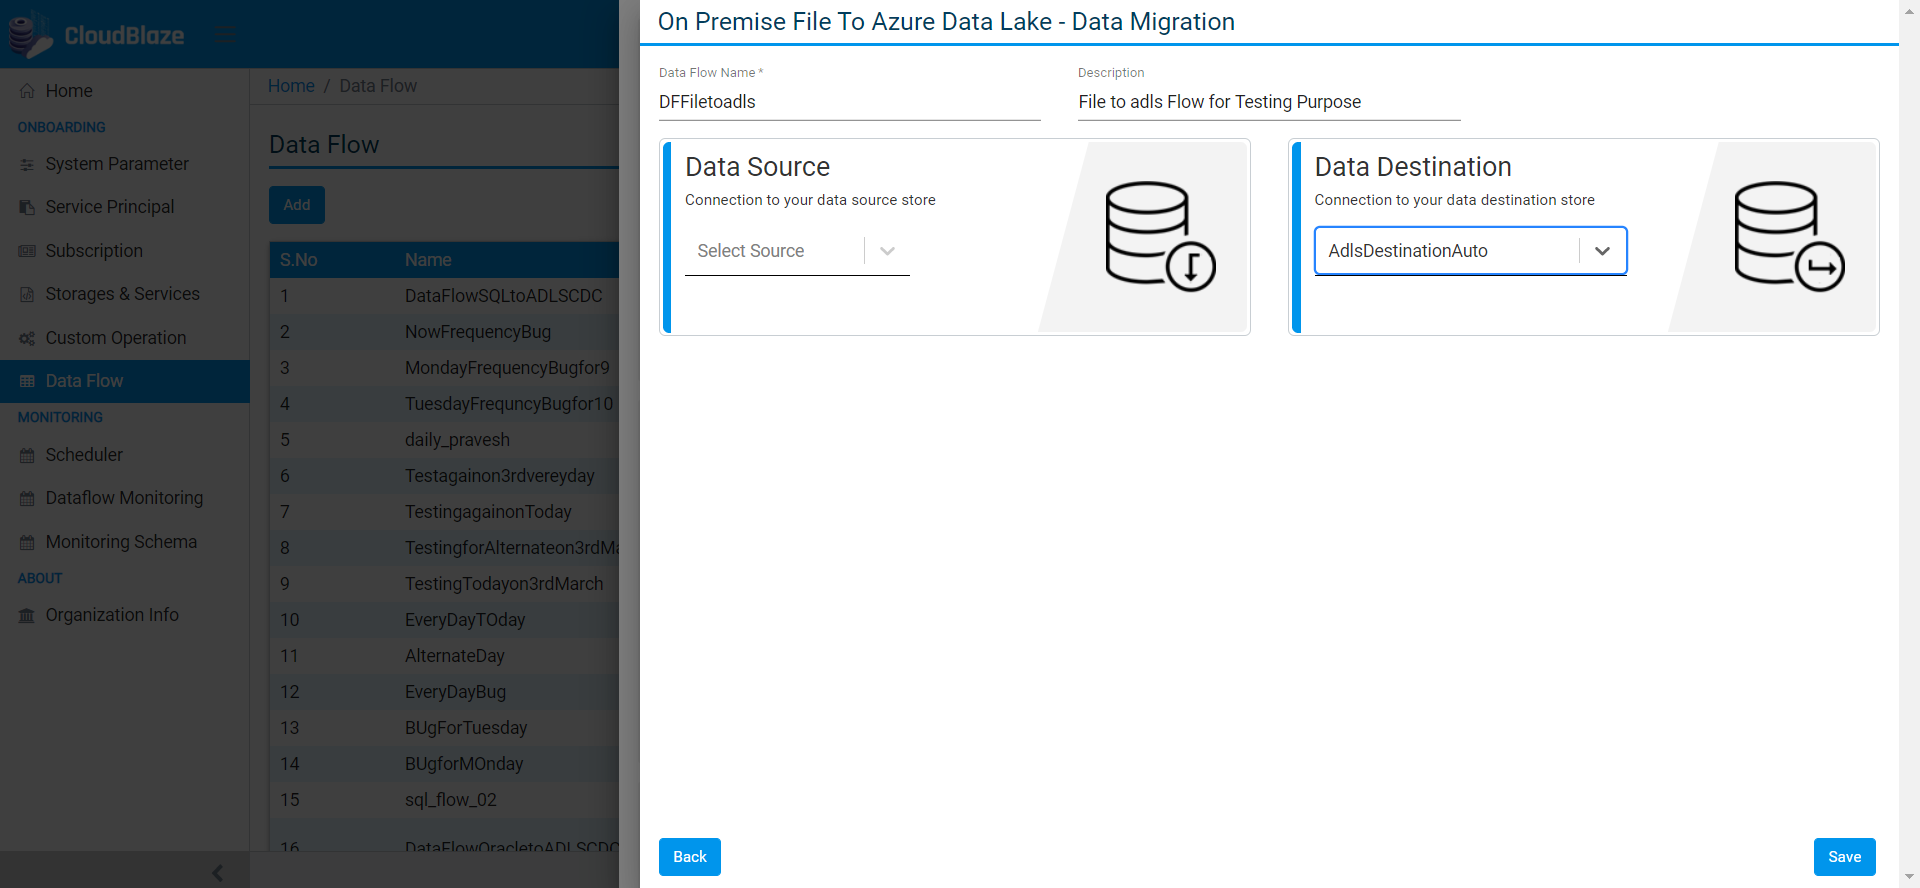 CloudBlaze
Home
ONBOARDING
System Parameter
Service Principal
Subscription
Storages & Services
Custom Operation
Data Flow
MONITORING
Scheduler
Dataflow Monitoring
Monitoring Schema
ABOUT
Organization Info
Home / Data Flow
Data Flow
Add
S.No Name
1 DataFlowSQLtoADLSCDC
2 NowFrequencyBug
3 MondayFrequencyBugfor9
4 TuesdayFrequncyBugfor10
5 daily_pravesh
6 Testagainon3rdvereyday
7 TestingagainonToday
8 TestingforAlternateon3rdMa
9 TestingTodayon3rdMarch
10 EveryDayTOday
11 AlternateDay
12 EveryDayBug
13 BUgForTuesday
14 BUgforMOnday
15 sql_flow_02
16 DataFlowOracletoADLSCDC
On Premise File To Azure Data Lake - Data Migration
Data Flow Name *
DFFiletoadls
Description
File to adls Flow for Testing Purpose
Data Source
Connection to your data source store
Select Source
Data Destination
Connection to your data destination store
AdlsDestinationAuto
Back
Save